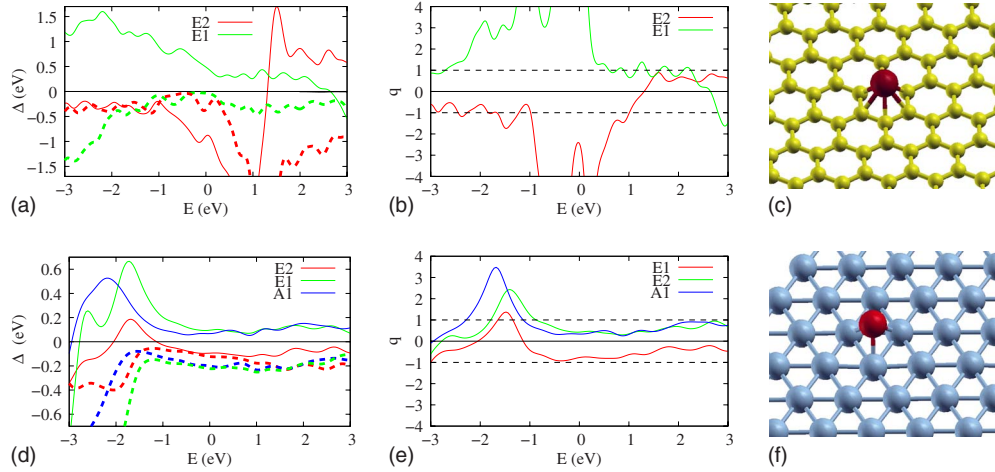 E2
E1
1.5
1
0.5
0
-0.5
-1
-1.5
Δ (eV)
-3 -2 -1 0 1 2 3
E (eV)
(a)
E2
E1
4
3
2
1
0
-1
-2
-3
-4
q
-3 -2 -1 0 1 2 3
E (eV)
(b)
(c)
E2
E1
A1
0.6
0.4
0.2
0
-0.2
-0.4
-0.6
Δ (eV)
-3 -2 -1 0 1 2 3
E (eV)
(d)
E1
E2
A1
4
3
2
1
0
-1
-2
-3
-4
q
-3 -2 -1 0 1 2 3
E (eV)
(e)
(f)